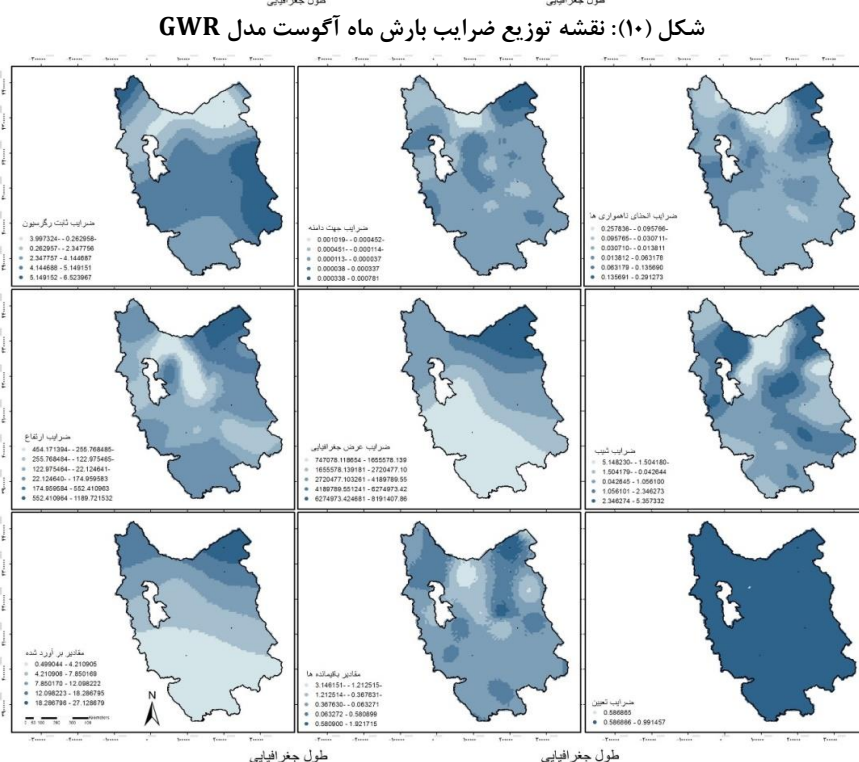 طول جغرافیایی
طول جغرافیایی
شکل (۱۰): نقشه توزیع ضرایب بارش ماه آگوست مدل GWR
ضرایب ثابت رگرسیون
3.997324- - 0.262958-
0.262957- - 2.347756
2.347757 - 4.144687
4.144688 - 5.149151
5.149152 - 6.523967
ضرایب جهت دامنه
0.001019- - 0.000452-
0.000451- - 0.000114-
0.000113- - 0.000037
0.000038 - 0.000337
0.000338 - 0.000781
ضرایب انحنای ناهمواری ها
0.257836- - 0.095766-
0.095765- - 0.030711-
0.030710- - 0.013811
0.013812 - 0.063178
0.063179 - 0.135690
0.135691 - 0.291273
ضرایب ارتفاع
464.171394- - 255.768485-
255.768484- - 122.975465-
122.975464- - 22.124641-
22.124640- - 174.959583
174.959584 - 552.410963
552.410964 - 1189.721532
ضرایب عرض جغرافیایی
747078.118654 - 1655578.139
1655578.139181 - 2720477.10
2720477.103261 - 4189789.55
4189789.551241 - 6274973.42
6274973.424681 - 8191407.86
ضرایب شیب
5.148230- - 1.504180-
1.504179- - 0.042644
0.042645 - 1.056100
1.056101 - 2.346273
2.346274 - 5.357332
مقادیر بر آورد شده
0.499044 - 4.210905
4.210906 - 7.850169
7.850170 - 12.098222
12.098223 - 18.286795
18.286796 - 27.128879
N
مقادیر باقیمانده ها
3.146151- - 1.212515-
1.212514- - 0.367631-
0.367630- - 0.063271
0.063272 - 0.580899
0.580900 - 1.921715
ضرایب تعیین
0.586865
0.586866 - 0.991457
طول جغرافیایی
طول جغرافیایی